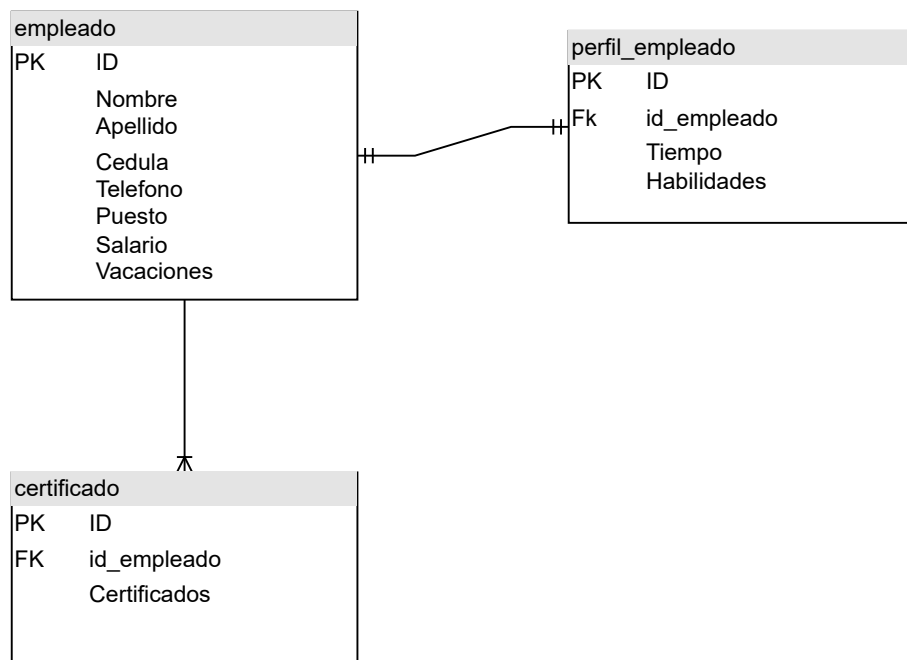 empleado
PK ID
Nombre
Apellido
Cedula
Telefono
Puesto
Salario
Vacaciones
perfil_empleado
PK ID
Fk id_empleado
Tiempo
Habilidades
certificado
PK ID
FK id_empleado
Certificados